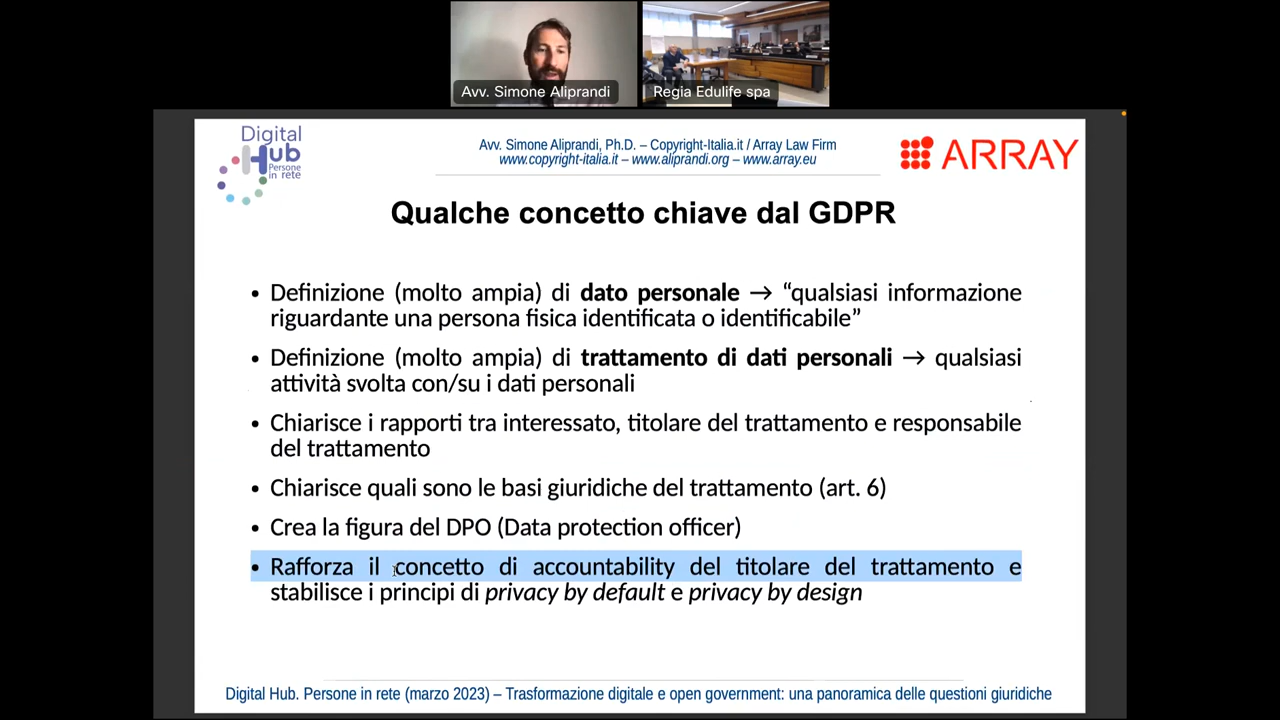 Avv. Simone Aliprandi
Regia Edulife spa
Digital
Hub
Persone
in rete
Avv. Simone Aliprandi, Ph.D. – Copyright-Italia.it / Array Law Firm
www.copyright-italia.it – www.aliprandi.org – www.array.eu
ARRAY
Qualche concetto chiave dal GDPR
• Definizione (molto ampia) di dato personale → “qualsiasi informazione
riguardante una persona fisica identificata o identificabile”
• Definizione (molto ampia) di trattamento di dati personali → qualsiasi
attività svolta con/su i dati personali
• Chiarisce i rapporti tra interessato, titolare del trattamento e responsabile
del trattamento
• Chiarisce quali sono le basi giuridiche del trattamento (art. 6)
• Crea la figura del DPO (Data protection officer)
• Rafforza il concetto di accountability del titolare del trattamento e
stabilisce i principi di privacy by default e privacy by design
Digital Hub. Persone in rete (marzo 2023) – Trasformazione digitale e open government: una panoramica delle questioni giuridiche